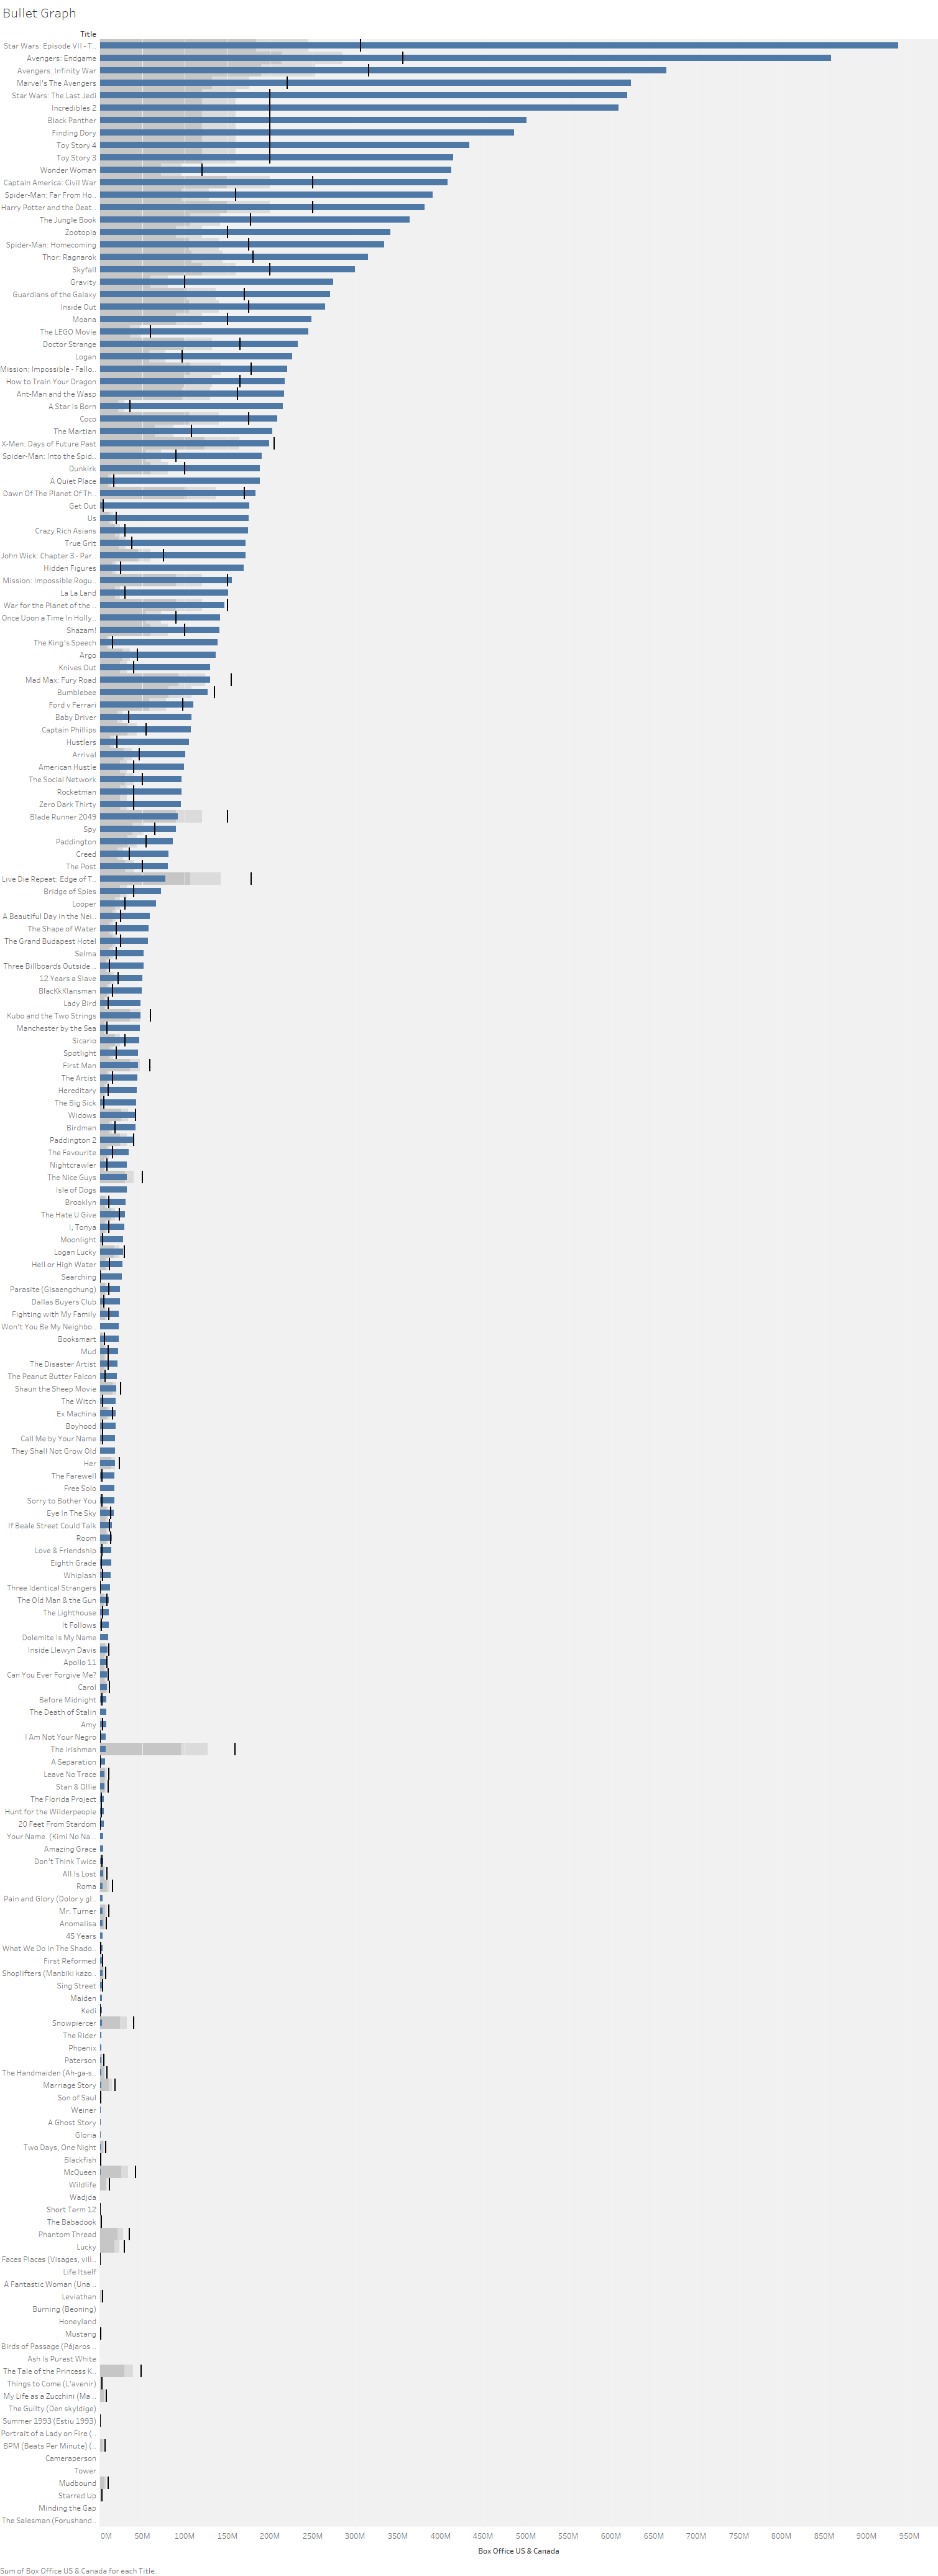 Bullet Graph
Title
Star Wars: Episode VII - T..
Avengers: Endgame
Avengers: Infinity War
Marvel's The Avengers
Star Wars: The Last Jedi
Incredibles 2
Black Panther
Finding Dory
Toy Story 4
Toy Story 3
Wonder Woman
Captain America: Civil War
Spider-Man: Far From Ho..
Harry Potter and the Deat..
The Jungle Book
Zootopia
Spider-Man: Homecoming
Thor: Ragnarok
Skyfall
Gravity
Guardians of the Galaxy
Inside Out
Moana
The LEGO Movie
Doctor Strange
Logan
Mission: Impossible - Fallo..
How to Train Your Dragon
Ant-Man and the Wasp
A Star Is Born
Coco
The Martian
X-Men: Days of Future Past
Spider-Man: Into the Spid..
Dunkirk
A Quiet Place
Dawn Of The Planet Of Th..
Get Out
Us
Crazy Rich Asians
True Grit
John Wick: Chapter 3 - Par..
Hidden Figures
Mission: Impossible Rogu..
La La Land
War for the Planet of the ..
Once Upon a Time In Holly..
Shazam!
The King's Speech
Argo
Knives Out
Mad Max: Fury Road
Bumblebee
Ford v Ferrari
Baby Driver
Captain Phillips
Hustlers
Arrival
American Hustle
The Social Network
Rocketman
Zero Dark Thirty
Blade Runner 2049
Spy
Paddington
Creed
The Post
Live Die Repeat: Edge of T..
Bridge of Spies
Looper
A Beautiful Day in the Nei..
The Shape of Water
The Grand Budapest Hotel
Selma
Three Billboards Outside ..
12 Years a Slave
BlacKkKlansman
Lady Bird
Kubo and the Two Strings
Manchester by the Sea
Sicario
Spotlight
First Man
The Artist
Hereditary
The Big Sick
Widows
Birdman
Paddington 2
The Favourite
Nightcrawler
The Nice Guys
Isle of Dogs
Brooklyn
The Hate U Give
I, Tonya
Moonlight
Logan Lucky
Hell or High Water
Searching
Parasite (Gisaengchung)
Dallas Buyers Club
Fighting with My Family
Won't You Be My Neighbo..
Booksmart
Mud
The Disaster Artist
The Peanut Butter Falcon
Shaun the Sheep Movie
The Witch
Ex Machina
Boyhood
Call Me by Your Name
They Shall Not Grow Old
Her
The Farewell
Free Solo
Sorry to Bother You
Eye In The Sky
If Beale Street Could Talk
Room
Love & Friendship
Eighth Grade
Whiplash
Three Identical Strangers
The Old Man & the Gun
The Lighthouse
It Follows
Dolemite Is My Name
Inside Llewyn Davis
Apollo 11
Can You Ever Forgive Me?
Carol
Before Midnight
The Death of Stalin
Amy
I Am Not Your Negro
The Irishman
A Separation
Leave No Trace
Stan & Ollie
The Florida Project
Hunt for the Wilderpeople
20 Feet From Stardom
Your Name. (Kimi No Na ..
Amazing Grace
Don't Think Twice
All Is Lost
Roma
Pain and Glory (Dolor y gl..
Mr. Turner
Anomalisa
45 Years
What We Do In The Shado..
First Reformed
Shoplifters (Manbiki kazo..
Sing Street
Maiden
Kedi
Snowpiercer
The Rider
Phoenix
Paterson
The Handmaiden (Ah-ga-s..
Marriage Story
Son of Saul
Weiner
A Ghost Story
Gloria
Two Days, One Night
Blackfish
McQueen
Wildlife
Wadjda
Short Term 12
The Babadook
Phantom Thread
Lucky
Faces Places (Visages, vill..
Life Itself
A Fantastic Woman (Una ..
Leviathan
Burning (Beoning)
Honeyland
Mustang
Birds of Passage (Pájaros ..
Ash Is Purest White
The Tale of the Princess K..
Things to Come (L'avenir)
My Life as a Zucchini (Ma ..
The Guilty (Den skyldige)
Summer 1993 (Estiu 1993)
Portrait of a Lady on Fire (..
BPM (Beats Per Minute) (..
Cameraperson
Tower
Mudbound
Starred Up
Minding the Gap
The Salesman (Forushand..
0M 50M 100M 150M 200M 250M 300M 350M 400M 450M 500M 550M 600M 650M 700M 750M 800M 850M 900M 950M
Box Office US & Canada
Sum of Box Office US & Canada for each Title.